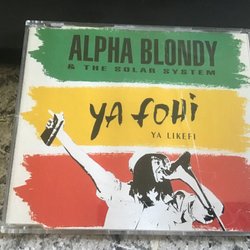 ALPHA BLONDY
& THE SOLAR SYSTEM
YA FOHI
YA LIKEFI